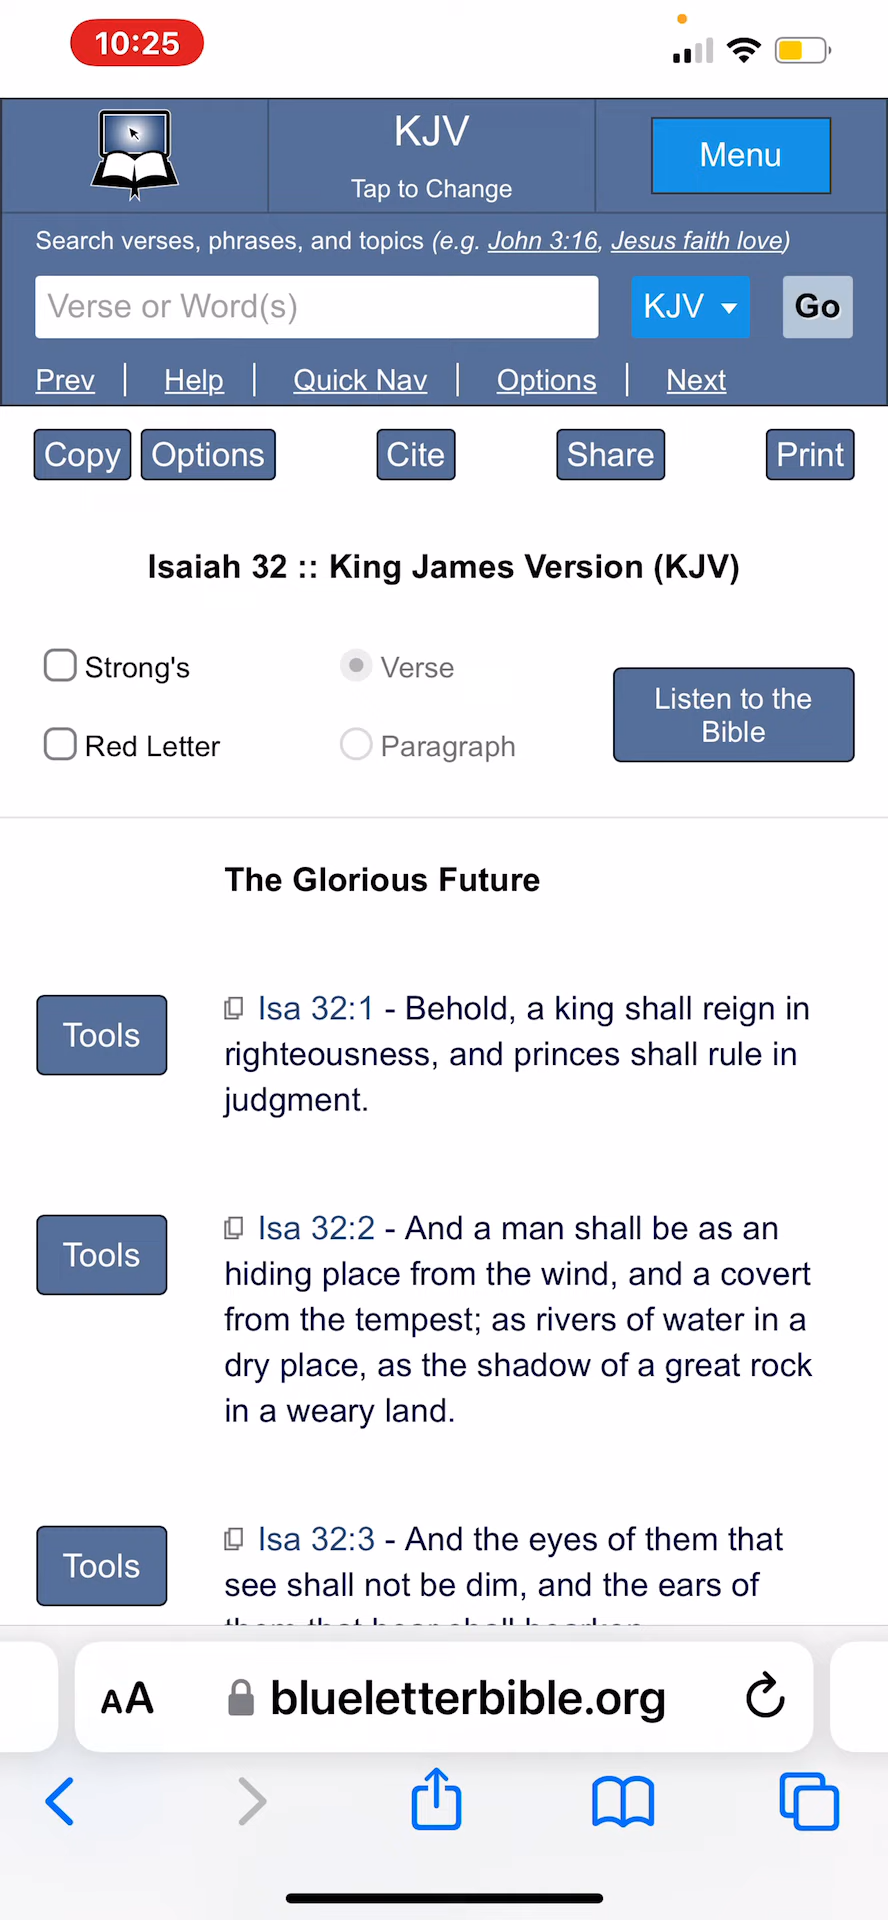 10:25
KJV
Tap to Change
Menu
Search verses, phrases, and topics (e.g. John 3:16, Jesus faith love)
Verse or Word(s)
KJV
Go
Prev | Help | Quick Nav | Options | Next
Copy Options Cite Share Print
Isaiah 32 :: King James Version (KJV)
Strong's
Verse
Red Letter
Paragraph
Listen to the
Bible
The Glorious Future
Tools
Isa 32:1 - Behold, a king shall reign in
righteousness, and princes shall rule in
judgment.
Tools
Isa 32:2 - And a man shall be as an
hiding place from the wind, and a covert
from the tempest; as rivers of water in a
dry place, as the shadow of a great rock
in a weary land.
Tools
Isa 32:3 - And the eyes of them that
see shall not be dim, and the ears of
them that hear shall hearken.
AA
blueletterbible.org